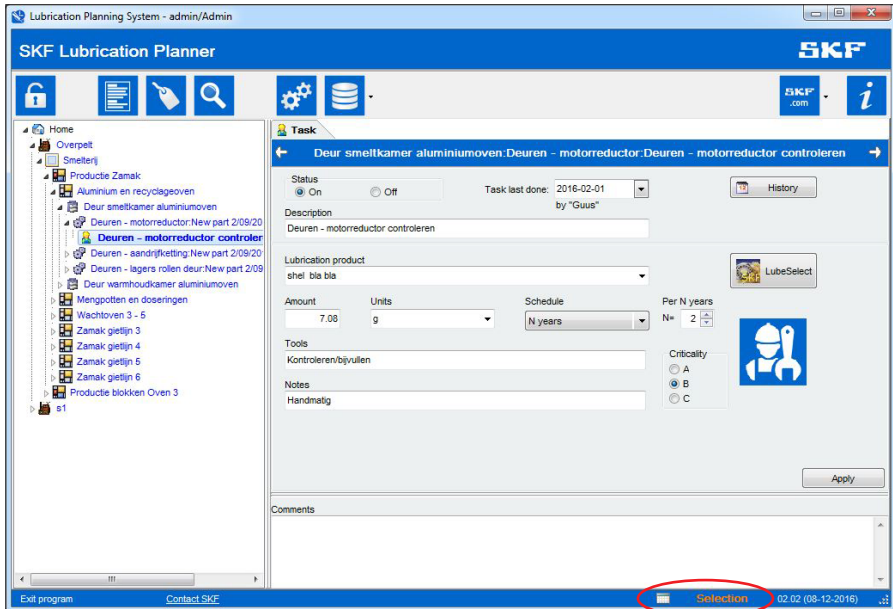 Lubrication Planning System - admin/Admin
SKF Lubrication Planner
SKF
SKF
.com
i
Home
Overpelt
Smelterij
Productie Zamak
Aluminium en recyclageoven
Deur smeltkamer aluminiumoven
Deuren - motorreductor:New part 2/09/20
Deuren - motorreductor controler
Deuren - aandrijfketting:New part 2/09/20
Deuren - lagers rollen deur:New part 2/09
Deur warmhoudkamer aluminiumoven
Mengpotten en doseringen
Wachtoven 3 - 5
Zamak gietlijn 3
Zamak gietlijn 4
Zamak gietlijn 5
Zamak gietlijn 6
Productie blokken Oven 3
s1
Task
Deur smeltkamer aluminiumoven:Deuren - motorreductor:Deuren - motorreductor controleren
Status
On Off
Task last done: 2016-02-01
by "Guus"
History
Description
Deuren - motorreductor controleren
Lubrication product
shel bla bla
LubeSelect
Amount Units Schedule Per N years
7.08 g N years N= 2
Tools
Kontroleren/bijvullen
Criticality
A
B
C
Notes
Handmatig
Apply
Comments
Exit program Contact SKF Selection 02.02 (08-12-2016)